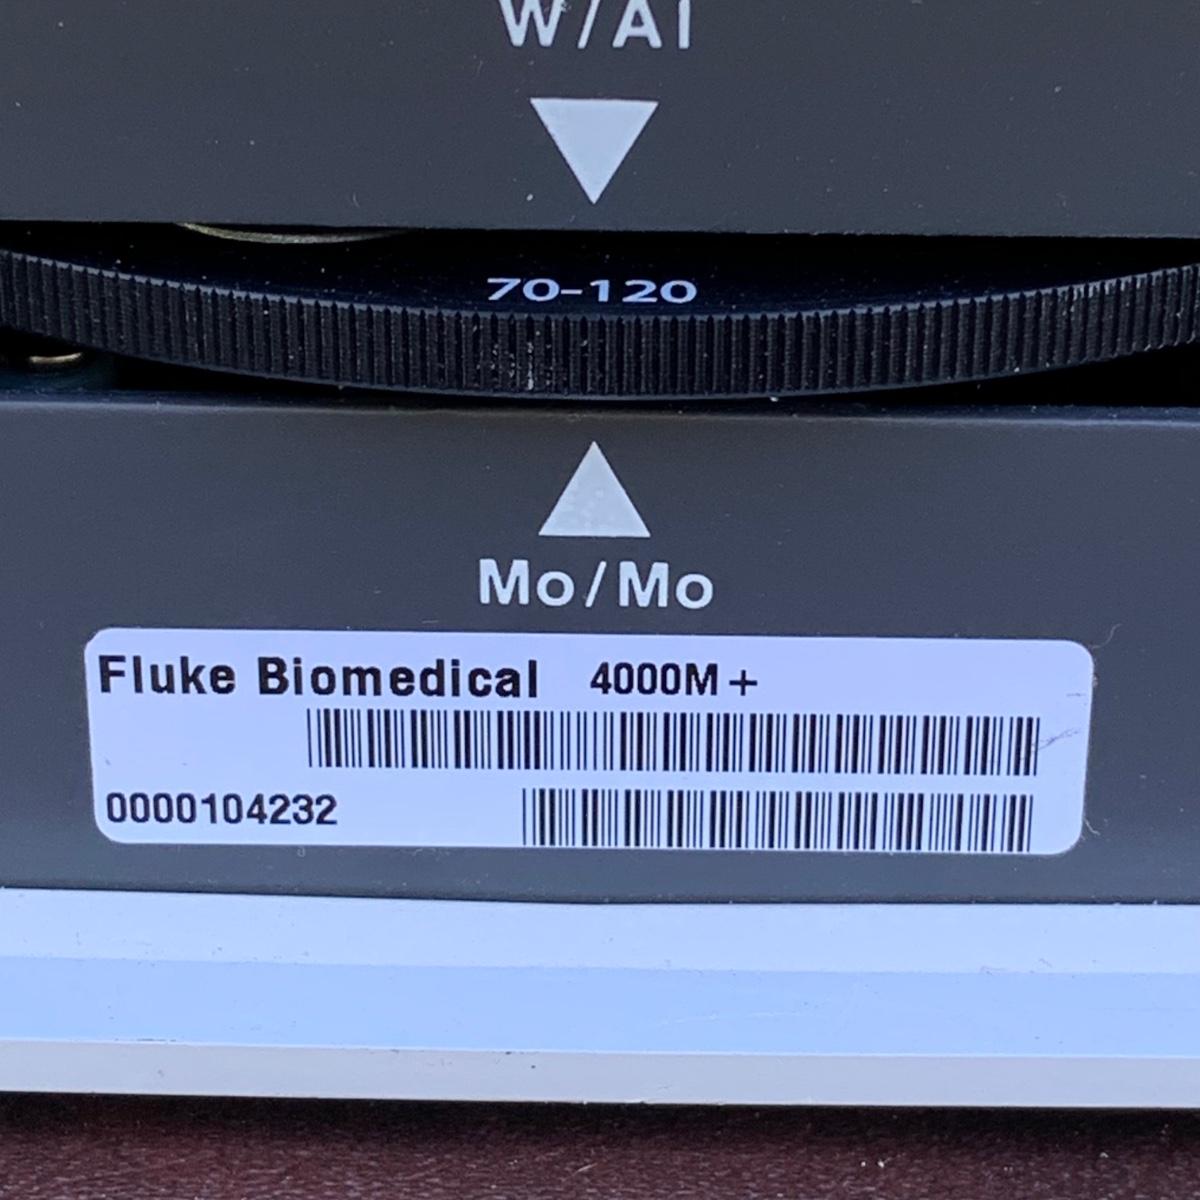 W/Al
70-120
Mo/Mo
Fluke Biomedical 4000M+
0000104232